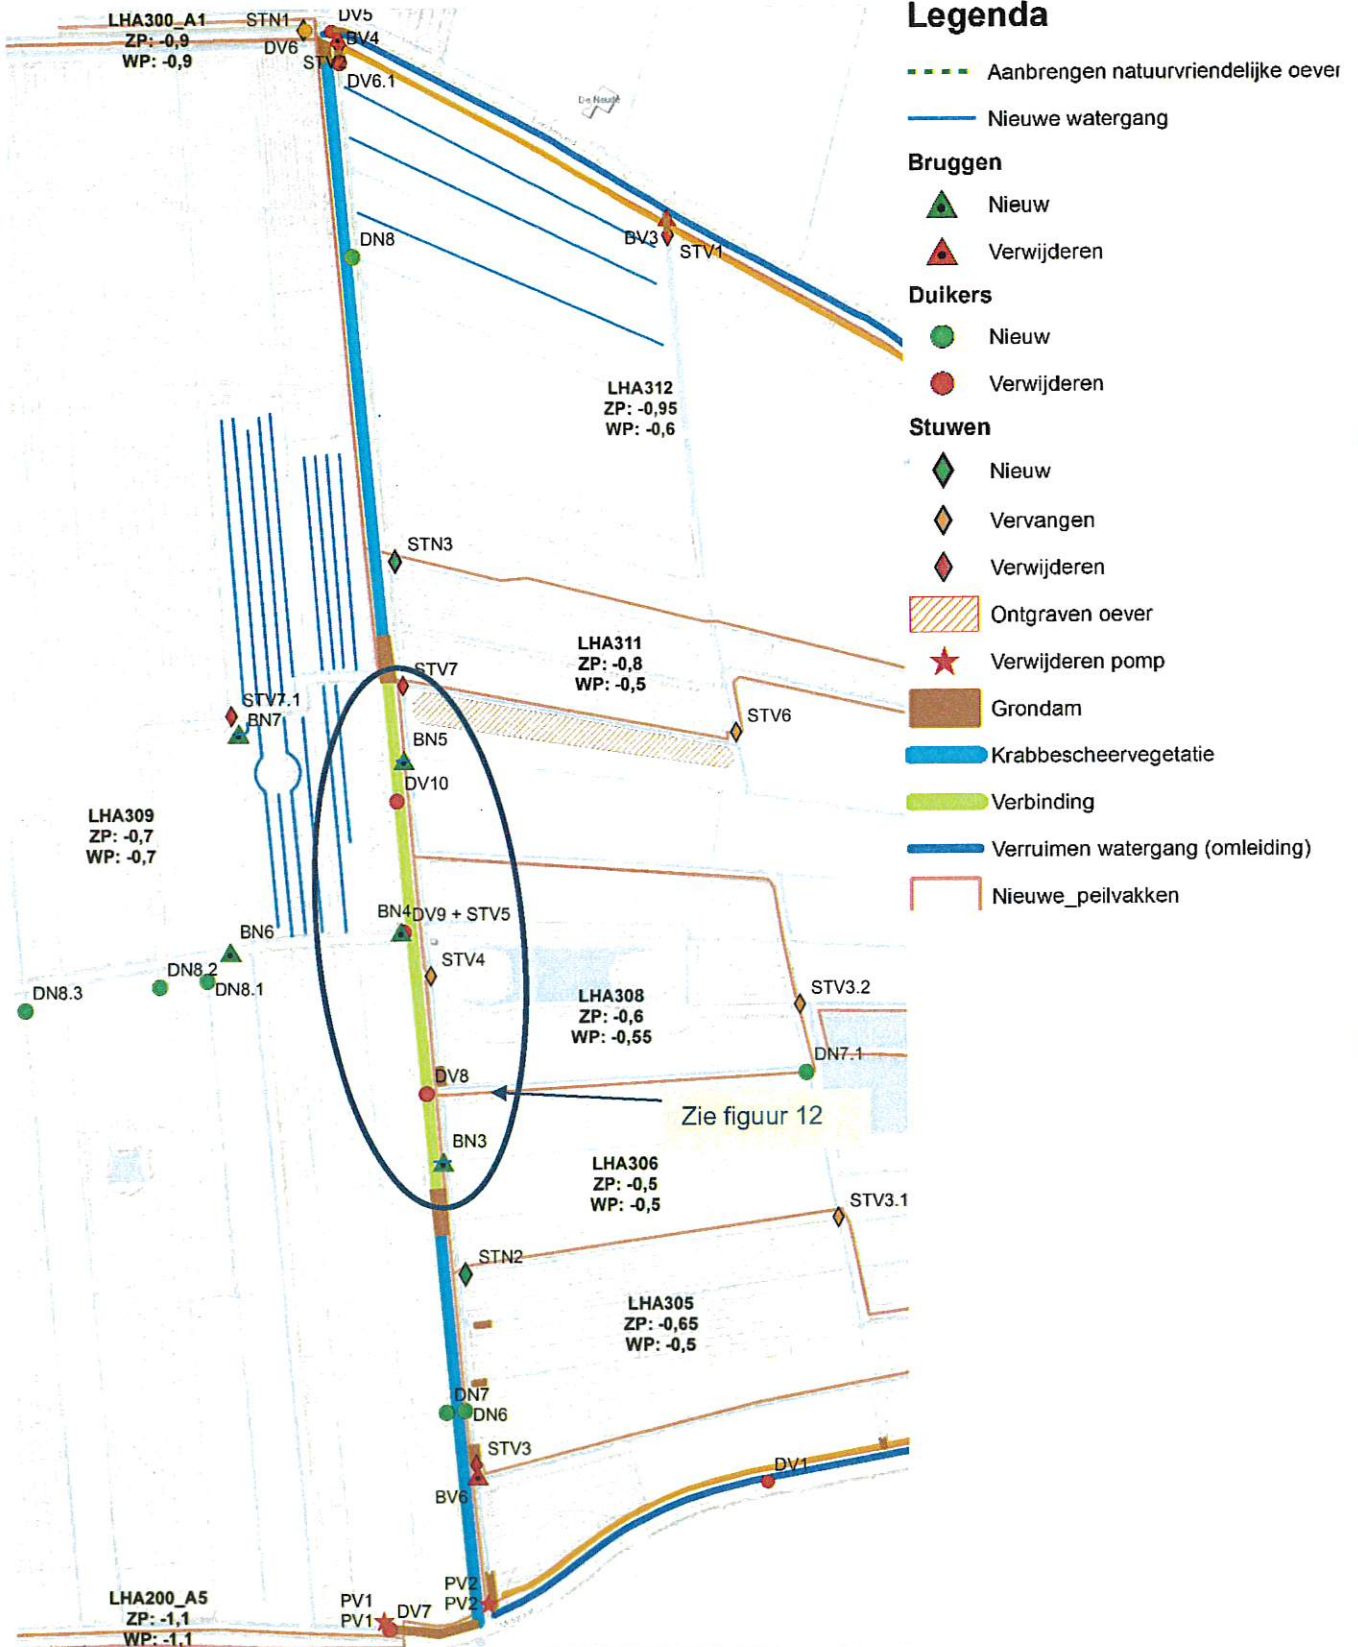 LHA300_A1
ZP: -0,9
WP: -0,9
STN1
DV5
DV6
BV4
DV6.1
De Neude
DN8
BV3
STV1
LHA312
ZP: -0,95
WP: -0,6
STN3
LHA311
ZP: -0,8
WP: -0,5
STV7
STV7.1
BN7
STV6
BN5
DV10
LHA309
ZP: -0,7
WP: -0,7
BN4
DV9 + STV5
BN6
STV4
DN8.2
DN8.1
DN8.3
LHA308
ZP: -0,6
WP: -0,55
STV3.2
DN7.1
DV8
Zie figuur 12
BN3
LHA306
ZP: -0,5
WP: -0,5
STV3.1
STN2
LHA305
ZP: -0,65
WP: -0,5
DN7
DN6
STV3
BV6
DV1
LHA200_A5
ZP: -1,1
WP: -1,1
PV1
PV1
DV7
PV2
PV2
Legenda
Aanbrengen natuurvriendelijke oever
Nieuwe watergang
Bruggen
Nieuw
Verwijderen
Duikers
Nieuw
Verwijderen
Stuwen
Nieuw
Vervangen
Verwijderen
Ontgraven oever
Verwijderen pomp
Grondam
Krabbescheervegetatie
Verbinding
Verruimen watergang (omleiding)
Nieuwe_peilvakken